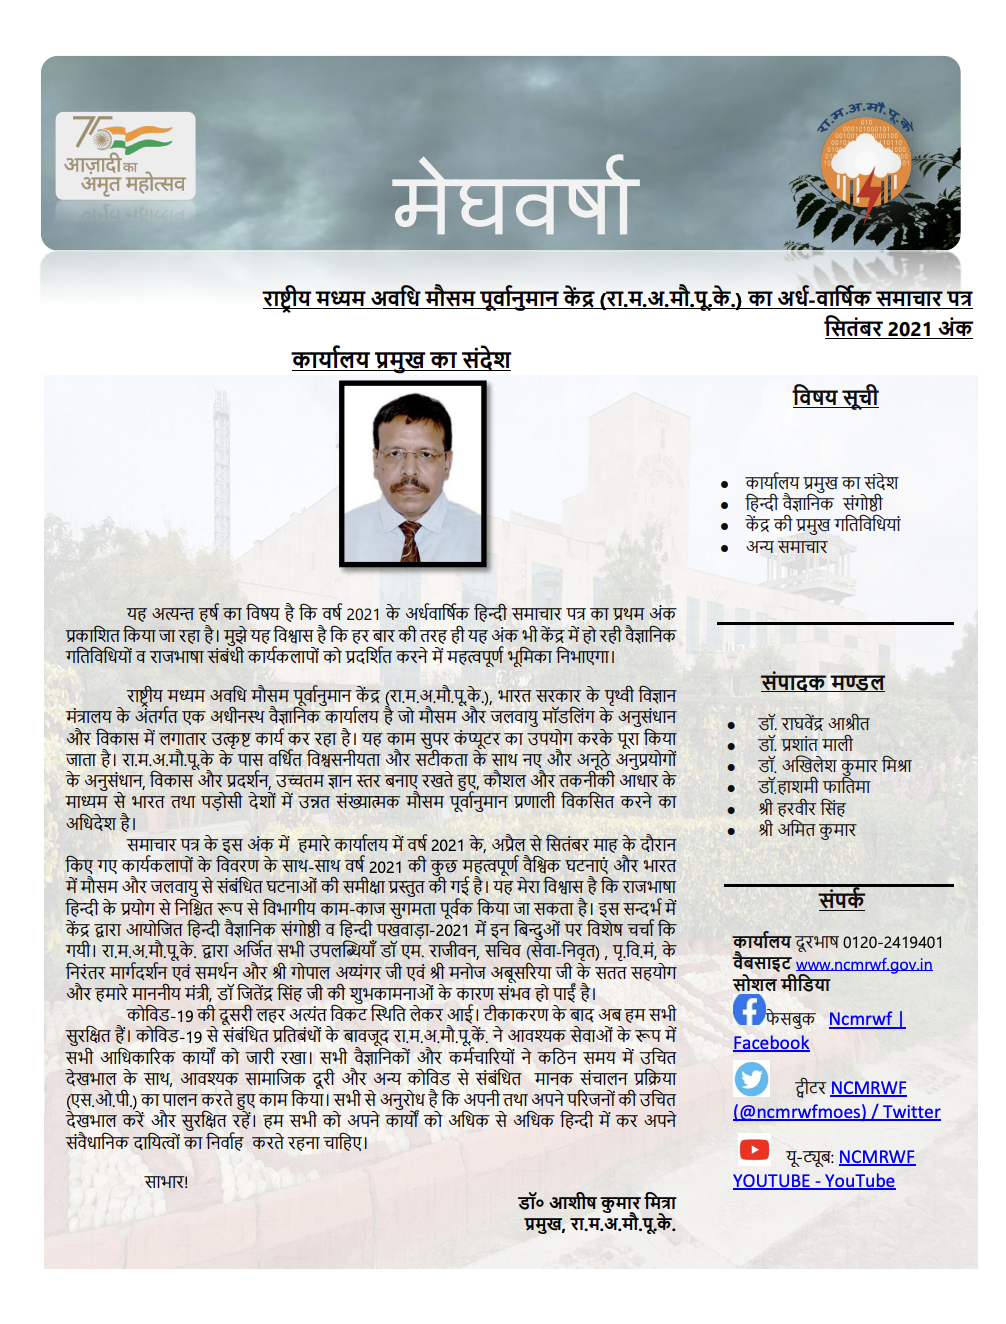 आज़ादी का
अमृत महोत्सव
रा.म.अ.मौ.पू.के
मेघवर्षा
राष्ट्रीय मध्यम अवधि मौसम पूर्वानुमान केंद्र (रा.म.अ.मौ.पू.के.) का अर्ध-वार्षिक समाचार पत्र
सितंबर 2021 अंक
कार्यालय प्रमुख का संदेश
यह अत्यन्त हर्ष का विषय है कि वर्ष 2021 के अर्धवार्षिक हिन्दी समाचार पत्र का प्रथम अंक
प्रकाशित किया जा रहा है। मुझे यह विश्वास है कि हर बार की तरह ही यह अंक भी केंद्र में हो रही वैज्ञानिक
गतिविधियों व राजभाषा संबंधी कार्यकलापों को प्रदर्शित करने में महत्वपूर्ण भूमिका निभाएगा।
राष्ट्रीय मध्यम अवधि मौसम पूर्वानुमान केंद्र (रा.म.अ.मौ.पू.के.), भारत सरकार के पृथ्वी विज्ञान
मंत्रालय के अंतर्गत एक अधीनस्थ वैज्ञानिक कार्यालय है जो मौसम और जलवायु मॉडलिंग के अनुसंधान
और विकास में लगातार उत्कृष्ट कार्य कर रहा है। यह काम सुपर कंप्यूटर का उपयोग करके पूरा किया
जाता है। रा.म.अ.मौ.पू.के के पास वर्धित विश्वसनीयता और सटीकता के साथ नए और अनूठे अनुप्रयोगों
के अनुसंधान, विकास और प्रदर्शन, उच्चतम ज्ञान स्तर बनाए रखते हुए, कौशल और तकनीकी आधार के
माध्यम से भारत तथा पड़ोसी देशों में उन्नत संख्यात्मक मौसम पूर्वानुमान प्रणाली विकसित करने का
अधिदेश है।
समाचार पत्र के इस अंक में हमारे कार्यालय में वर्ष 2021 के, अप्रैल से सितंबर माह के दौरान
किए गए कार्यकलापों के विवरण के साथ-साथ वर्ष 2021 की कुछ महत्वपूर्ण वैश्विक घटनाएं और भारत
में मौसम और जलवायु से संबंधित घटनाओं की समीक्षा प्रस्तुत की गई है। यह मेरा विश्वास है कि राजभाषा
हिन्दी के प्रयोग से निश्चित रूप से विभागीय काम-काज सुगमता पूर्वक किया जा सकता है। इस सन्दर्भ में
केंद्र द्वारा आयोजित हिन्दी वैज्ञानिक संगोष्ठी व हिन्दी पखवाड़ा-2021 में इन बिन्दुओं पर विशेष चर्चा कि
गयी। रा.म.अ.मौ.पू.के. द्वारा अर्जित सभी उपलब्धियाँ डॉ एम. राजीवन, सचिव (सेवा-निवृत) , पृ.वि.मं, के
निरंतर मार्गदर्शन एवं समर्थन और श्री गोपाल अय्यंगर जी एवं श्री मनोज अबूसरिया जी के सतत सहयोग
और हमारे माननीय मंत्री, डॉ जितेंद्र सिंह जी की शुभकामनाओं के कारण संभव हो पाईं है।
कोविड-19 की दूसरी लहर अत्यंत विकट स्थिति लेकर आई। टीकाकरण के बाद अब हम सभी
सुरक्षित हैं। कोविड-19 से संबंधित प्रतिबंधों के बावजूद रा.म.अ.मौ.पू.कें. ने आवश्यक सेवाओं के रूप में
सभी आधिकारिक कार्यों को जारी रखा। सभी वैज्ञानिकों और कर्मचारियों ने कठिन समय में उचित
देखभाल के साथ, आवश्यक सामाजिक दूरी और अन्य कोविड से संबंधित मानक संचालन प्रक्रिया
(एस.ओ.पी.) का पालन करते हुए काम किया। सभी से अनुरोध है कि अपनी तथा अपने परिजनों की उचित
देखभाल करें और सुरक्षित रहें। हम सभी को अपने कार्यों को अधिक से अधिक हिन्दी में कर अपने
संवैधानिक दायित्वों का निर्वाह करते रहना चाहिए।
साभार!
डॉ० आशीष कुमार मित्रा
प्रमुख, रा.म.अ.मौ.पू.के.
विषय सूची
• कार्यालय प्रमुख का संदेश
• हिन्दी वैज्ञानिक संगोष्ठी
• केंद्र की प्रमुख गतिविधियां
• अन्य समाचार
संपादक मण्डल
• डॉ. राघवेंद्र आश्रीत
• डॉ. प्रशांत माली
• डॉ. अखिलेश कुमार मिश्रा
• डॉ.हाशमी फातिमा
• श्री हरवीर सिंह
• श्री अमित कुमार
संपर्क
कार्यालय दूरभाष 0120-2419401
वैबसाइट www.ncmrwf.gov.in
सोशल मीडिया
फेसबुक Ncmrwf |
Facebook
ट्वीटर NCMRWF
(@ncmrwfmoes) / Twitter
यू-ट्यूब: NCMRWF
YOUTUBE - YouTube